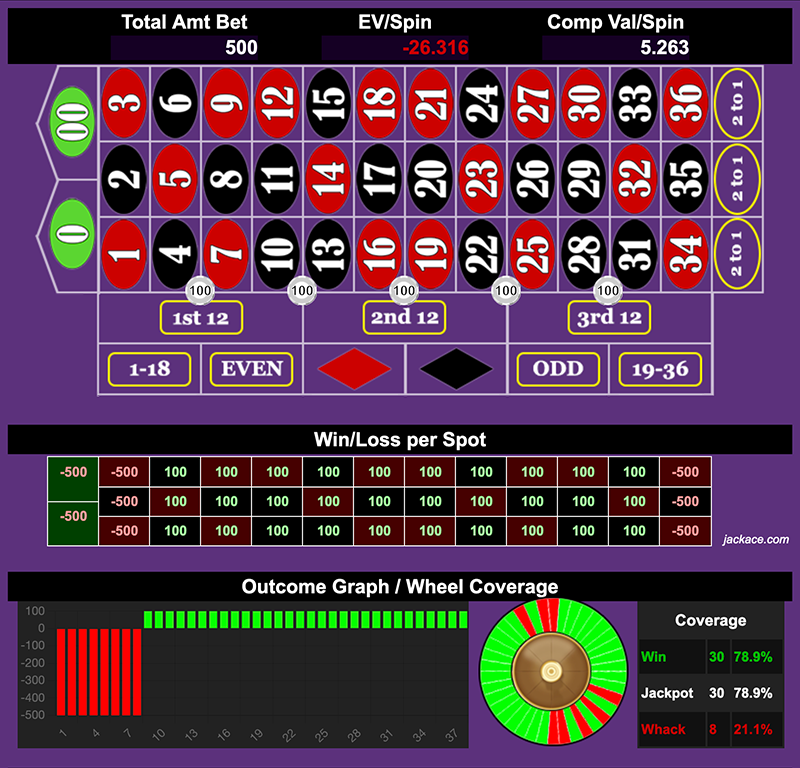 Total Amt Bet EV/Spin Comp Val/Spin
500 -26.316 5.263
00 3 6 9 12 15 18 21 24 27 30 33 36 2 to 1
2 5 8 11 14 17 20 23 26 29 32 35 2 to 1
0 1 4 7 10 13 16 19 22 25 28 31 34 2 to 1
100 100 100 100 100
1st 12 2nd 12 3rd 12
1-18 EVEN ODD 19-36
Win/Loss per Spot
-500 -500 100 100 100 100 100 100 100 100 100 100 -500
-500 100 100 100 100 100 100 100 100 100 100 -500
-500 -500 100 100 100 100 100 100 100 100 100 100 -500
jackace.com
Outcome Graph / Wheel Coverage
100
0
-100
-200
-300
-400
-500
1 4 7 10 13 16 19 22 25 28 31 34 37
Coverage
Win 30 78.9%
Jackpot 30 78.9%
Whack 8 21.1%